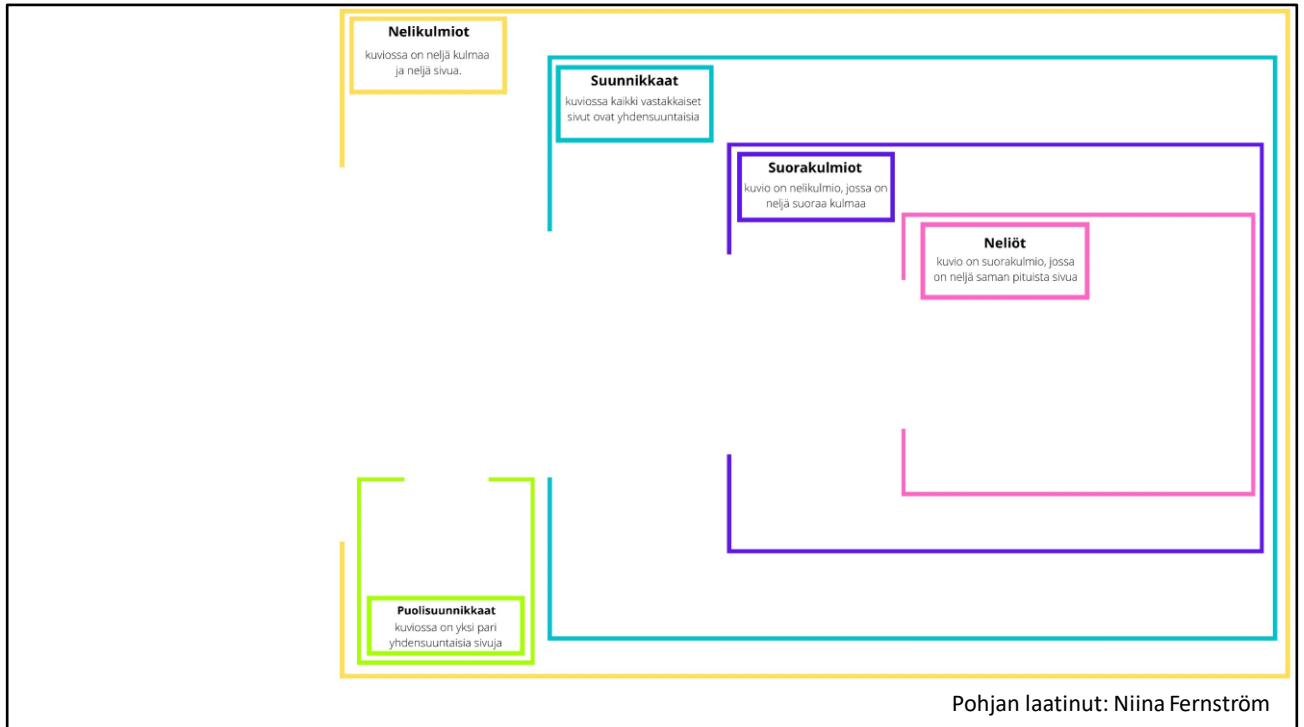 Nelikulmiot
kuviossa on neljä kulmaa
ja neljä sivua.
Suunnikkaat
kuviossa kaikki vastakkaiset
sivut ovat yhdensuuntaisia
Suorakulmiot
kuvio on nelikulmio, jossa on
neljä suoraa kulmaa
Neliöt
kuvio on suorakulmio, jossa
on neljä saman pituista sivua
Puolisuunnikkaat
kuviossa on yksi pari
yhdensuuntaisia sivuja
Pohjan laatinut: Niina Fernström